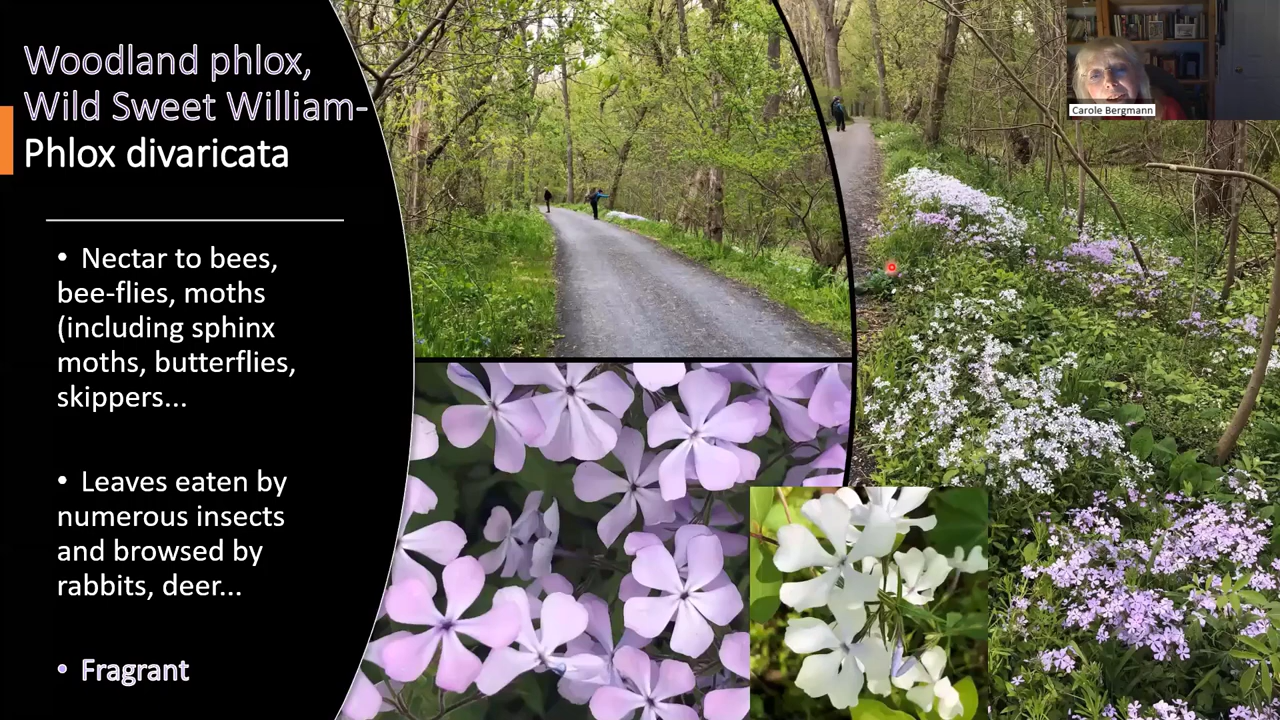 Woodland phlox,
Wild Sweet William-
Phlox divaricata
• Nectar to bees,
bee-flies, moths
(including sphinx
moths, butterflies,
skippers...
• Leaves eaten by
numerous insects
and browsed by
rabbits, deer...
• Fragrant
Carole Bergmann